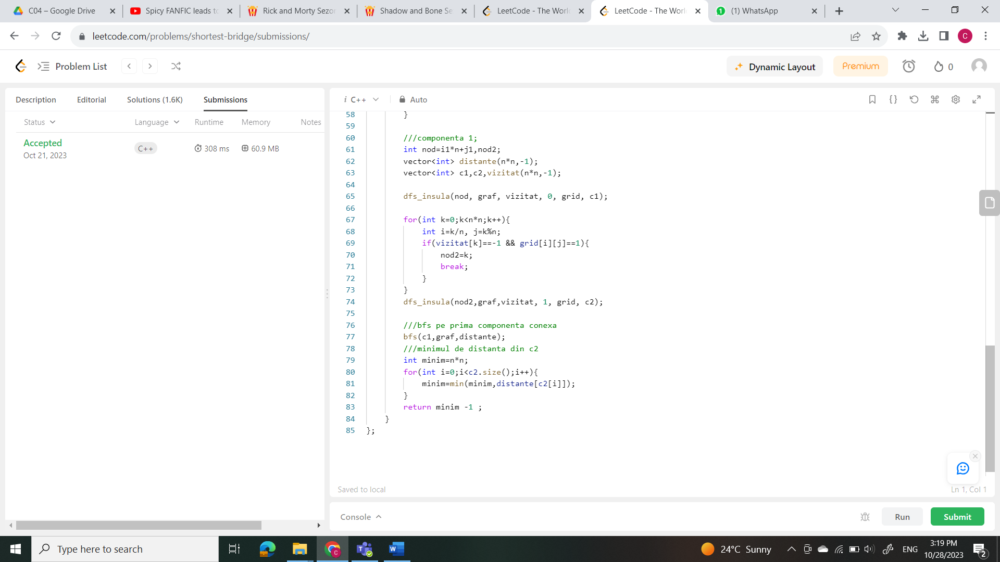 C04 – Google Drive
Spicy FANFIC leads to
Rick and Morty Sezo
Shadow and Bone Se
LeetCode - The World
LeetCode - The Worl
(1) WhatsApp
leetcode.com/problems/shortest-bridge/submissions/
C
Problem List
Dynamic Layout
Premium
0
Description
Editorial
Solutions (1.6K)
Submissions
Status
Language
Runtime
Memory
Notes
Accepted
Oct 21, 2023
C++
308 ms
60.9 MB
i C++
Auto
58 }
59
60 ///componenta 1;
61 int nod=i1*n+j1,nod2;
62 vector<int> distante(n*n,-1);
63 vector<int> c1,c2,vizitat(n*n,-1);
64
65 dfs_insula(nod, graf, vizitat, 0, grid, c1);
66
67 for(int k=0;k<n*n;k++){
68 int i=k/n, j=k%n;
69 if(vizitat[k]==-1 && grid[i][j]==1){
70 nod2=k;
71 break;
72 }
73 }
74 dfs_insula(nod2,graf,vizitat, 1, grid, c2);
75
76 ///bfs pe prima componenta conexa
77 bfs(c1,graf,distante);
78 ///minimul de distanta din c2
79 int minim=n*n;
80 for(int i=0;i<c2.size();i++){
81 minim=min(minim,distante[c2[i]]);
82 }
83 return minim -1 ;
84 }
85 };
Saved to local
Ln 1, Col 1
Console
Run
Submit
Type here to search
24°C Sunny
ENG
3:19 PM
10/28/2023
2